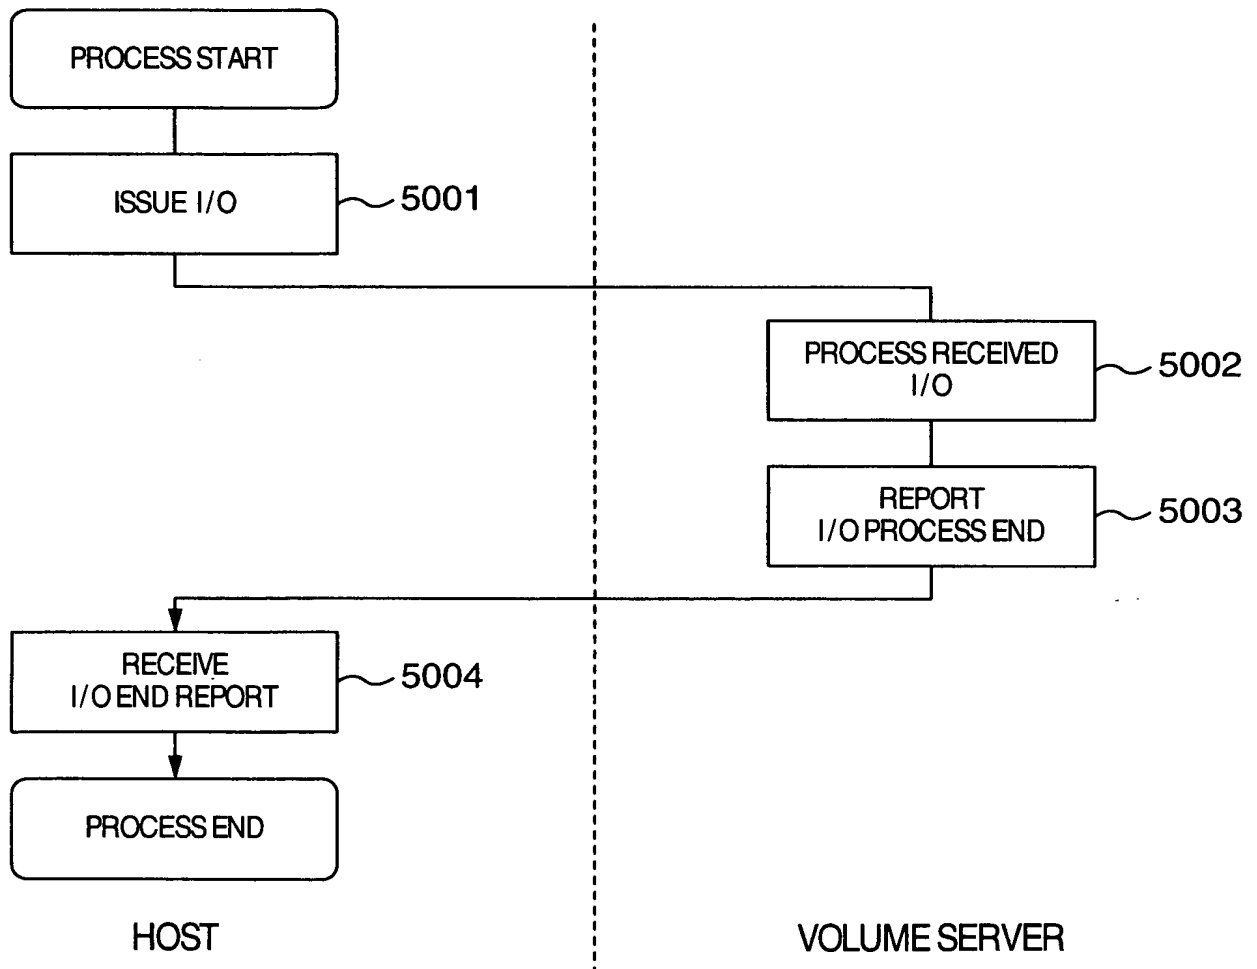 PROCESS START
ISSUE I/O
5001
PROCESS RECEIVED
I/O
5002
REPORT
I/O PROCESS END
5003
RECEIVE
I/O END REPORT
5004
PROCESS END
HOST
VOLUME SERVER